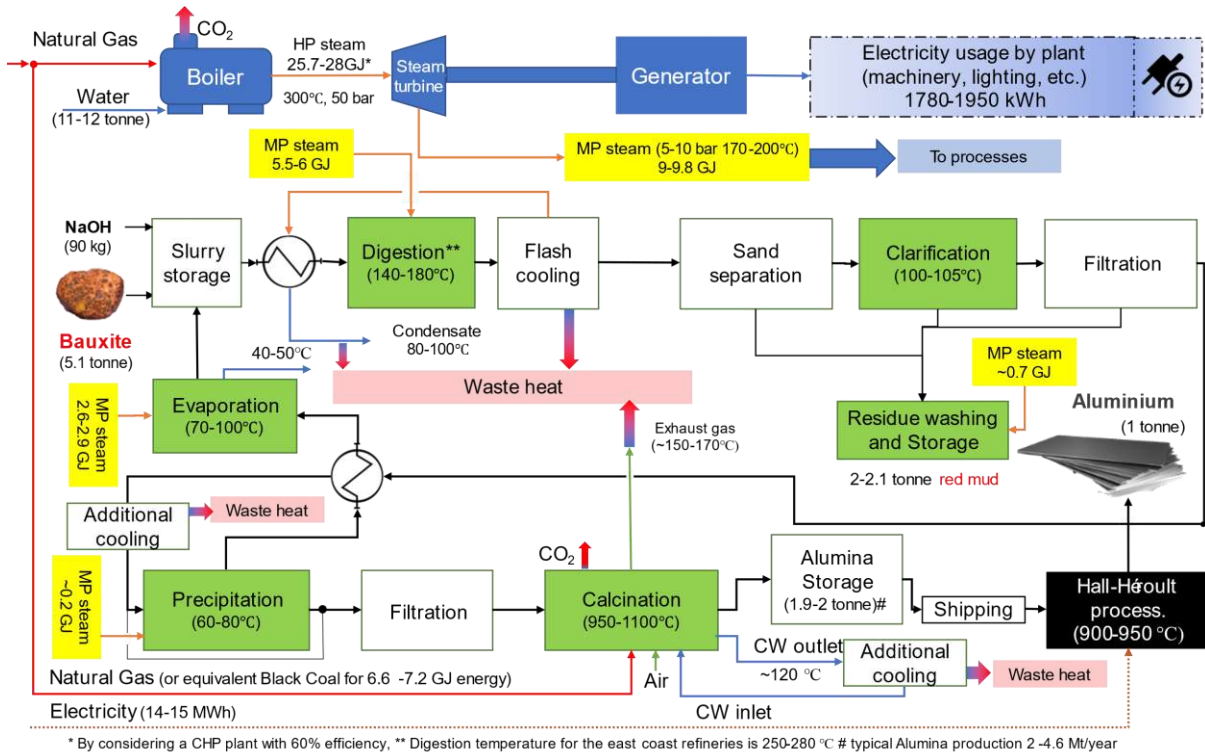 Natural Gas
CO₂
Boiler
Water
(11-12 tonne)
HP steam
25.7-28GJ*
300℃, 50 bar
Steam
turbine
Generator
Electricity usage by plant
(machinery, lighting, etc.)
1780-1950 kWh
MP steam
5.5-6 GJ
MP steam (5-10 bar 170-200℃)
9-9.8 GJ
To processes
NaOH
(90 kg)
Bauxite
(5.1 tonne)
Slurry
storage
Digestion**
(140-180℃)
Flash
cooling
Sand
separation
Clarification
(100-105℃)
Filtration
40-50℃
Condensate
80-100℃
Waste heat
MP steam
~0.7 GJ
MP steam
2.6-2.9 GJ
Evaporation
(70-100℃)
Exhaust gas
(~150-170℃)
Residue washing
and Storage
2-2.1 tonne red mud
Aluminium
(1 tonne)
Additional
cooling
Waste heat
MP steam
~0.2 GJ
Precipitation
(60-80℃)
Filtration
CO₂
Calcination
(950-1100℃)
Alumina
Storage
(1.9-2 tonne)#
Shipping
Hall-Héroult
process.
(900-950 ℃)
Natural Gas (or equivalent Black Coal for 6.6 -7.2 GJ energy)
Air
CW outlet
~120 ℃
Additional
cooling
Waste heat
Electricity (14-15 MWh)
CW inlet
* By considering a CHP plant with 60% efficiency, ** Digestion temperature for the east coast refineries is 250-280 ℃ # typical Alumina production 2 -4.6 Mt/year